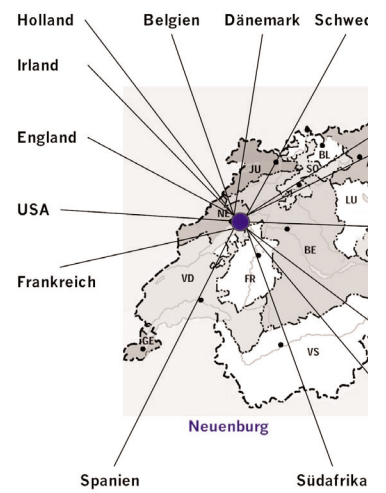 Holland
Belgien
Dänemark
Schwed
Irland
England
JU
SO
BL
USA
NE
LU
BE
Frankreich
VD
FR
GE
VS
Neuenburg
Spanien
Südafrika